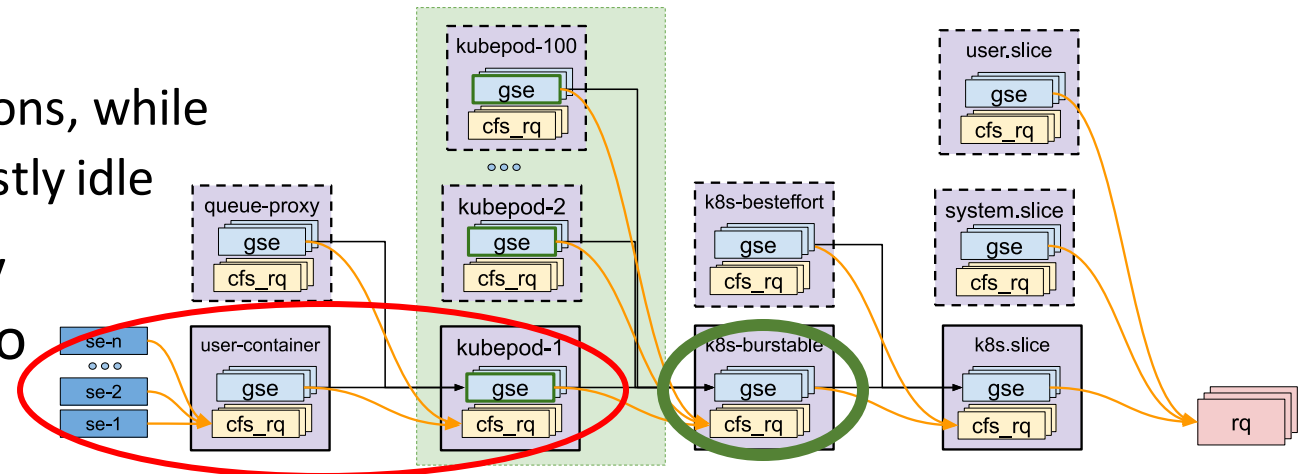 ons, while
stly idle
o
kubepod-100
gse
cfs_rq
user.slice
gse
cfs_rq
queue-proxy
gse
cfs_rq
kubepod-2
gse
cfs_rq
k8s-besteffort
gse
cfs_rq
system.slice
gse
cfs_rq
se-n
se-2
se-1
user-container
gse
cfs_rq
kubepod-1
gse
cfs_rq
k8s-burstable
gse
cfs_rq
k8s.slice
gse
cfs_rq
rq